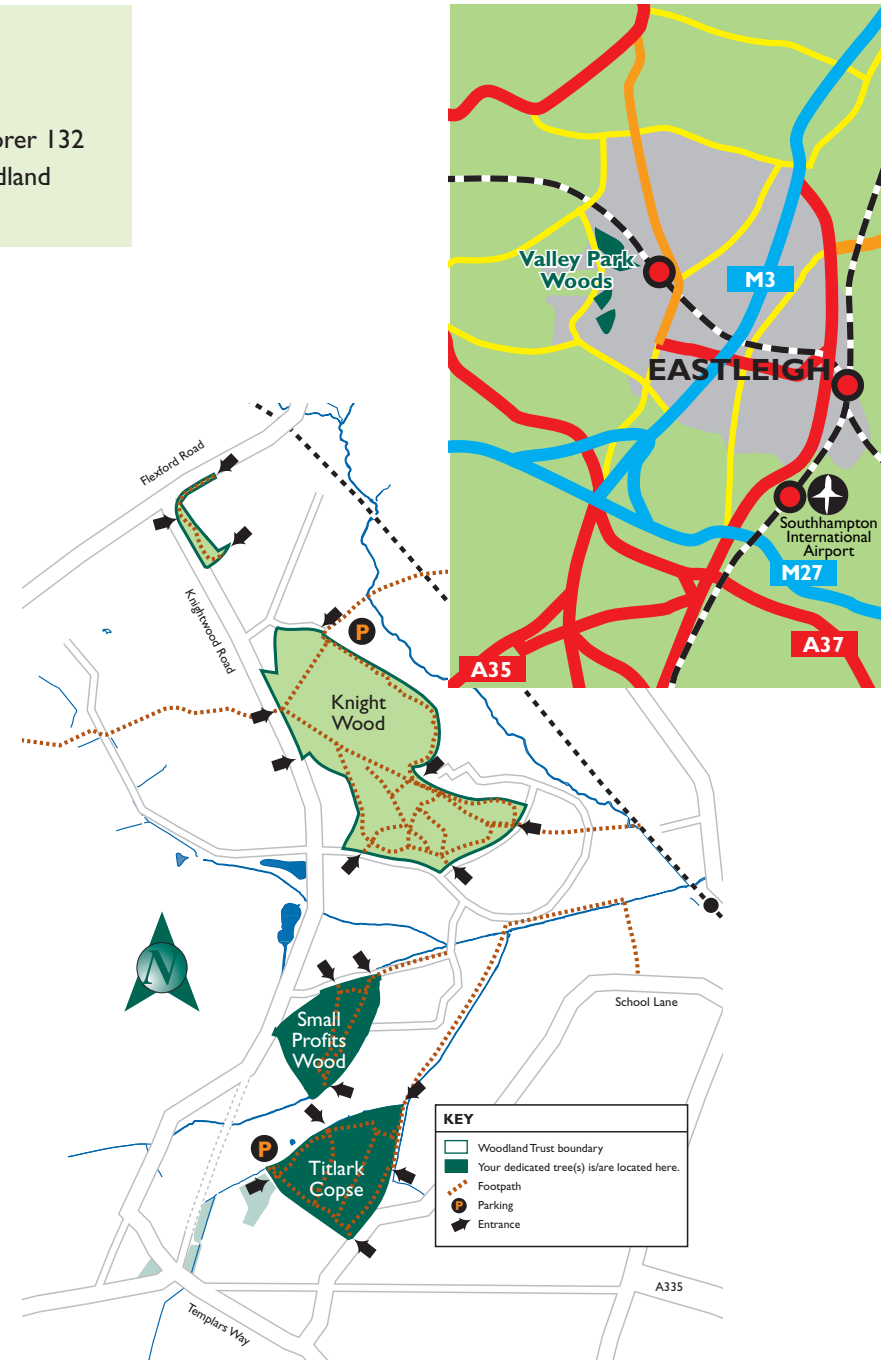 orer 132
dland
Valley Park
Woods
M3
EASTLEIGH
Southhampton
International
Airport
M27
A37
A35
Flexford Road
Knightwood Road
P
Knight
Wood
N
Small
Profits
Wood
School Lane
P
Titlark
Copse
KEY
Woodland Trust boundary
Your dedicated tree(s) is/are located here.
Footpath
P Parking
Entrance
A335
Templars Way